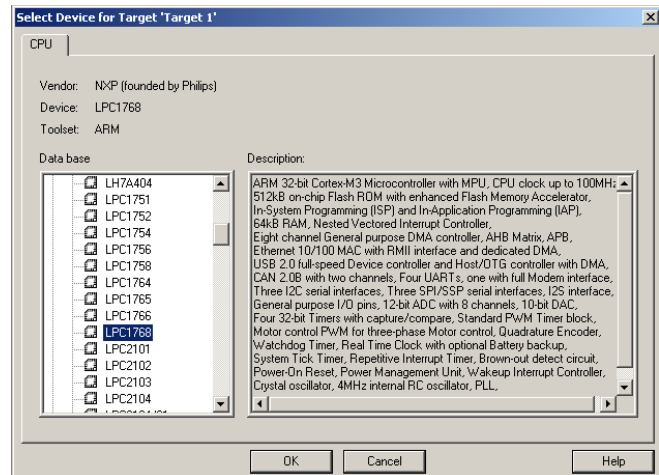 Select Device for Target 'Target 1'
CPU
Vendor: NXP (founded by Philips)
Device: LPC1768
Toolset: ARM
Data base
LH7A404
LPC1751
LPC1752
LPC1754
LPC1756
LPC1758
LPC1764
LPC1765
LPC1766
LPC1768
LPC2101
LPC2102
LPC2103
LPC2104
Description:
ARM 32-bit Cortex-M3 Microcontroller with MPU, CPU clock up to 100MHz
512kB on-chip Flash ROM with enhanced Flash Memory Accelerator,
In-System Programming (ISP) and In-Application Programming (IAP),
64kB RAM, Nested Vectored Interrupt Controller,
Eight channel General purpose DMA controller, AHB Matrix, APB,
Ethernet 10/100 MAC with RMII interface and dedicated DMA,
USB 2.0 full-speed Device controller and Host/OTG controller with DMA,
CAN 2.0B with two channels, Four UARTs, one with full Modem interface,
Three I2C serial interfaces, Three SPI/SSP serial interfaces, I2S interface,
General purpose I/O pins, 12-bit ADC with 8 channels, 10-bit DAC,
Four 32-bit Timers with capture/compare, Standard PWM Timer block,
Motor control PWM for three-phase Motor control, Quadrature Encoder,
Watchdog Timer, Real Time Clock with optional Battery backup,
System Tick Timer, Repetitive Interrupt Timer, Brown-out detect circuit,
Power-On Reset, Power Management Unit, Wakeup Interrupt Controller,
Crystal oscillator, 4MHz internal RC oscillator, PLL,
OK
Cancel
Help